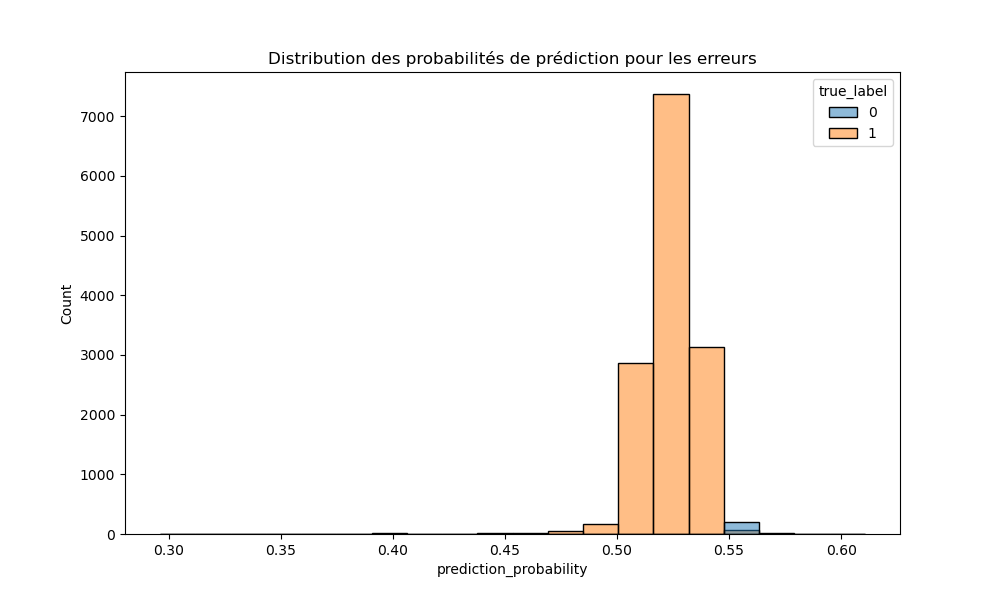 Distribution des probabilités de prédiction pour les erreurs
true_label
0
1
7000
6000
5000
4000
3000
2000
1000
0
Count
0.30 0.35 0.40 0.45 0.50 0.55 0.60
prediction_probability